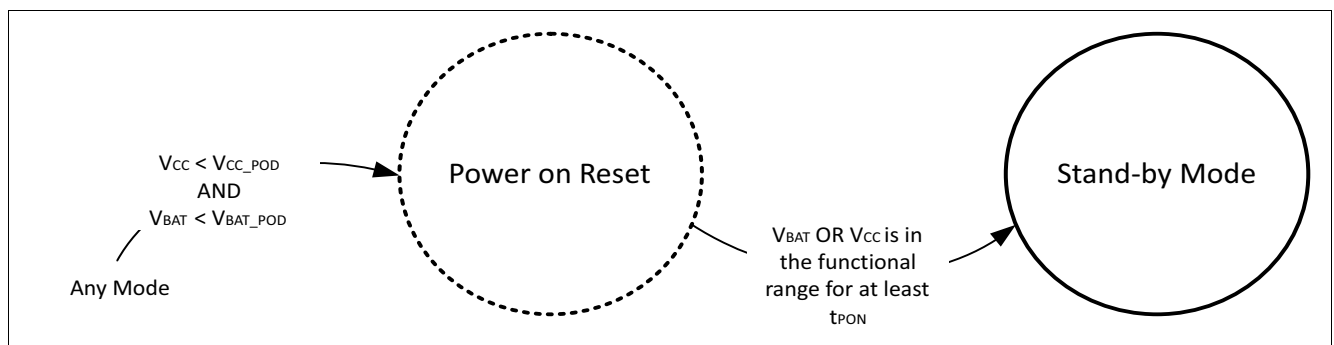 VCC < VCC_POD
AND
VBAT < VBAT_POD
Any Mode
Power on Reset
VBAT OR VCC is in
the functional
range for at least
tPON
Stand-by Mode